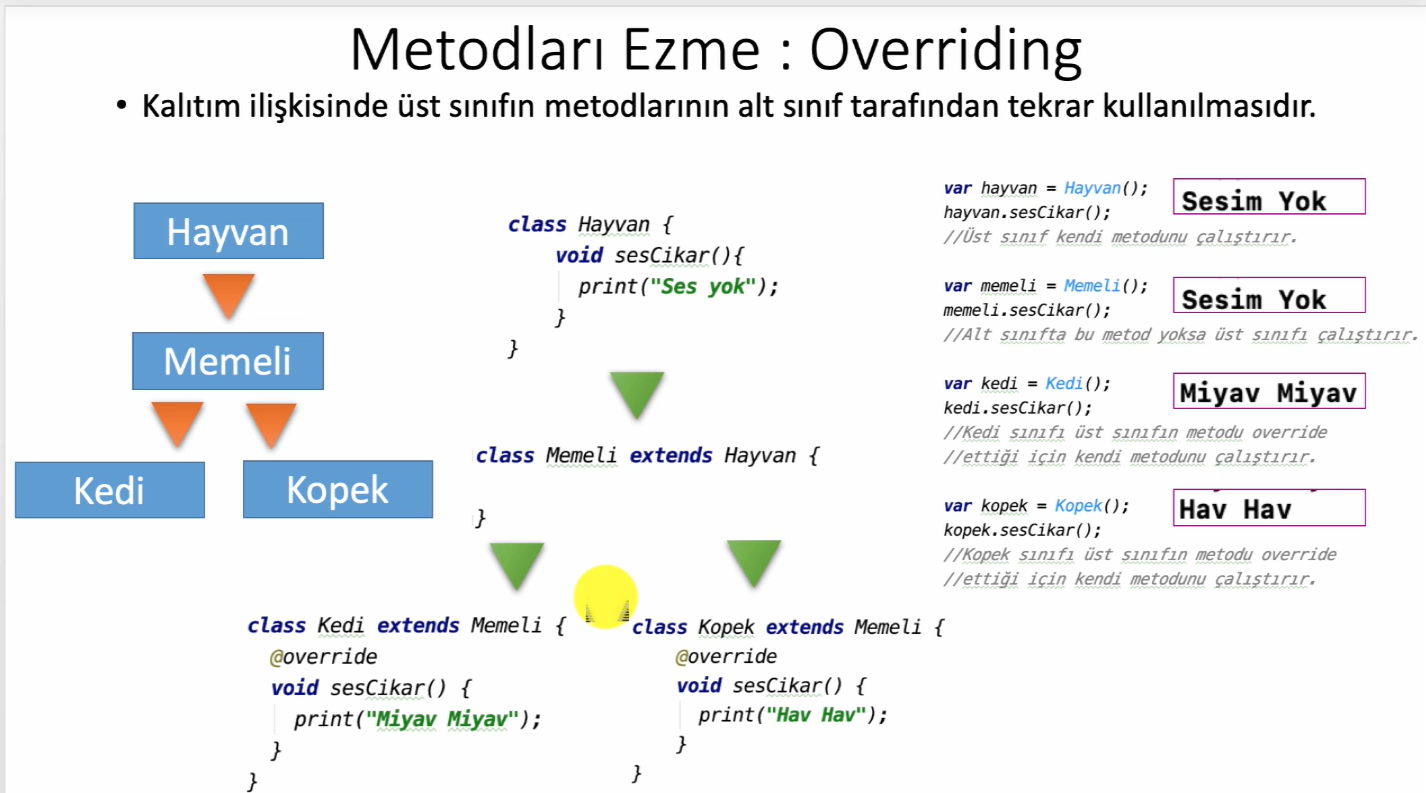 Metodları Ezme : Overriding
• Kalıtım ilişkisinde üst sınıfın metodlarının alt sınıf tarafından tekrar kullanılmasıdır.
Hayvan
Memeli
Kedi
Kopek
class Hayvan {
void sesCikar(){
print("Ses yok");
}
}
class Memeli extends Hayvan {
}
class Kedi extends Memeli {
@override
void sesCikar() {
print("Miyav Miyav");
}
}
class Kopek extends Memeli {
@override
void sesCikar() {
print("Hav Hav");
}
}
var hayvan = Hayvan();
hayvan.sesCikar();
//Üst sınıf kendi metodunu çalıştırır.
Sesim Yok
var memeli = Memeli();
memeli.sesCikar();
//Alt sınıfta bu metod yoksa üst sınıfı çalıştırır.
Sesim Yok
var kedi = Kedi();
kedi.sesCikar();
//Kedi sınıfı üst sınıfın metodu override
//ettiği için kendi metodunu çalıştırır.
Miyav Miyav
var kopek = Kopek();
kopek.sesCikar();
//Kopek sınıfı üst sınıfın metodu override
//ettiği için kendi metodunu çalıştırır.
Hav Hav